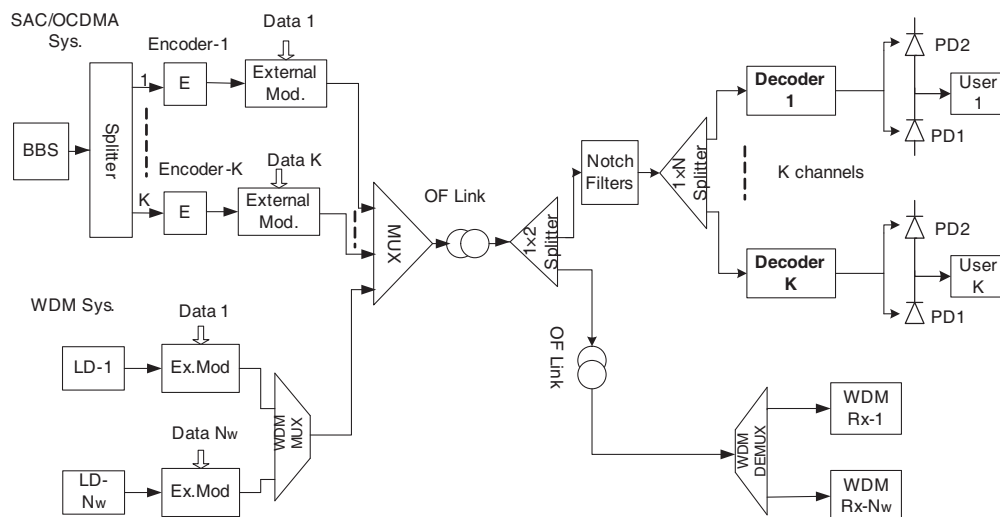 SAC/OCDMA
Sys.
Data 1
Encoder-1
1
E
External
Mod.
BBS
Splitter
Encoder-K
Data K
K
E
External
Mod.
MUX
OF Link
1×2
Splitter
Notch
Filters
1×N
Splitter
Decoder
1
PD2
User
1
PD1
K channels
Decoder
K
PD2
User
K
PD1
WDM Sys.
Data 1
LD-1
Ex.Mod
Data Nw
LD-
Nw
Ex.Mod
WDM
MUX
OF Link
WDM
DEMUX
WDM
Rx-1
WDM
Rx-Nw